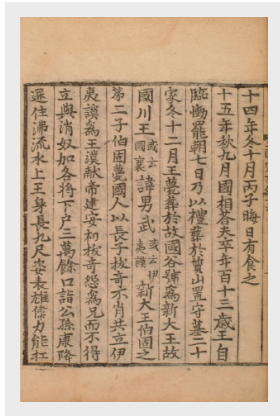 十四年冬十月丙子晦日有食之
十五年秋九月國相荅夫卒年百十三歲王自
臨慟罷朝七日乃以禮葬於質山置守墓二十
家冬十二月王薨葬於故國谷號爲新大王故
國川王或云國襄諱男武或云伊夷謨新大王伯固之
第二子伯固薨國人以長子拔奇不肖共立伊
夷謨爲王漢獻帝建安初拔奇怨爲兄而不得
立與消奴加各將下戶三萬餘口詣公孫康降
還住沸流水上王身長九尺姿表雄偉力能扛